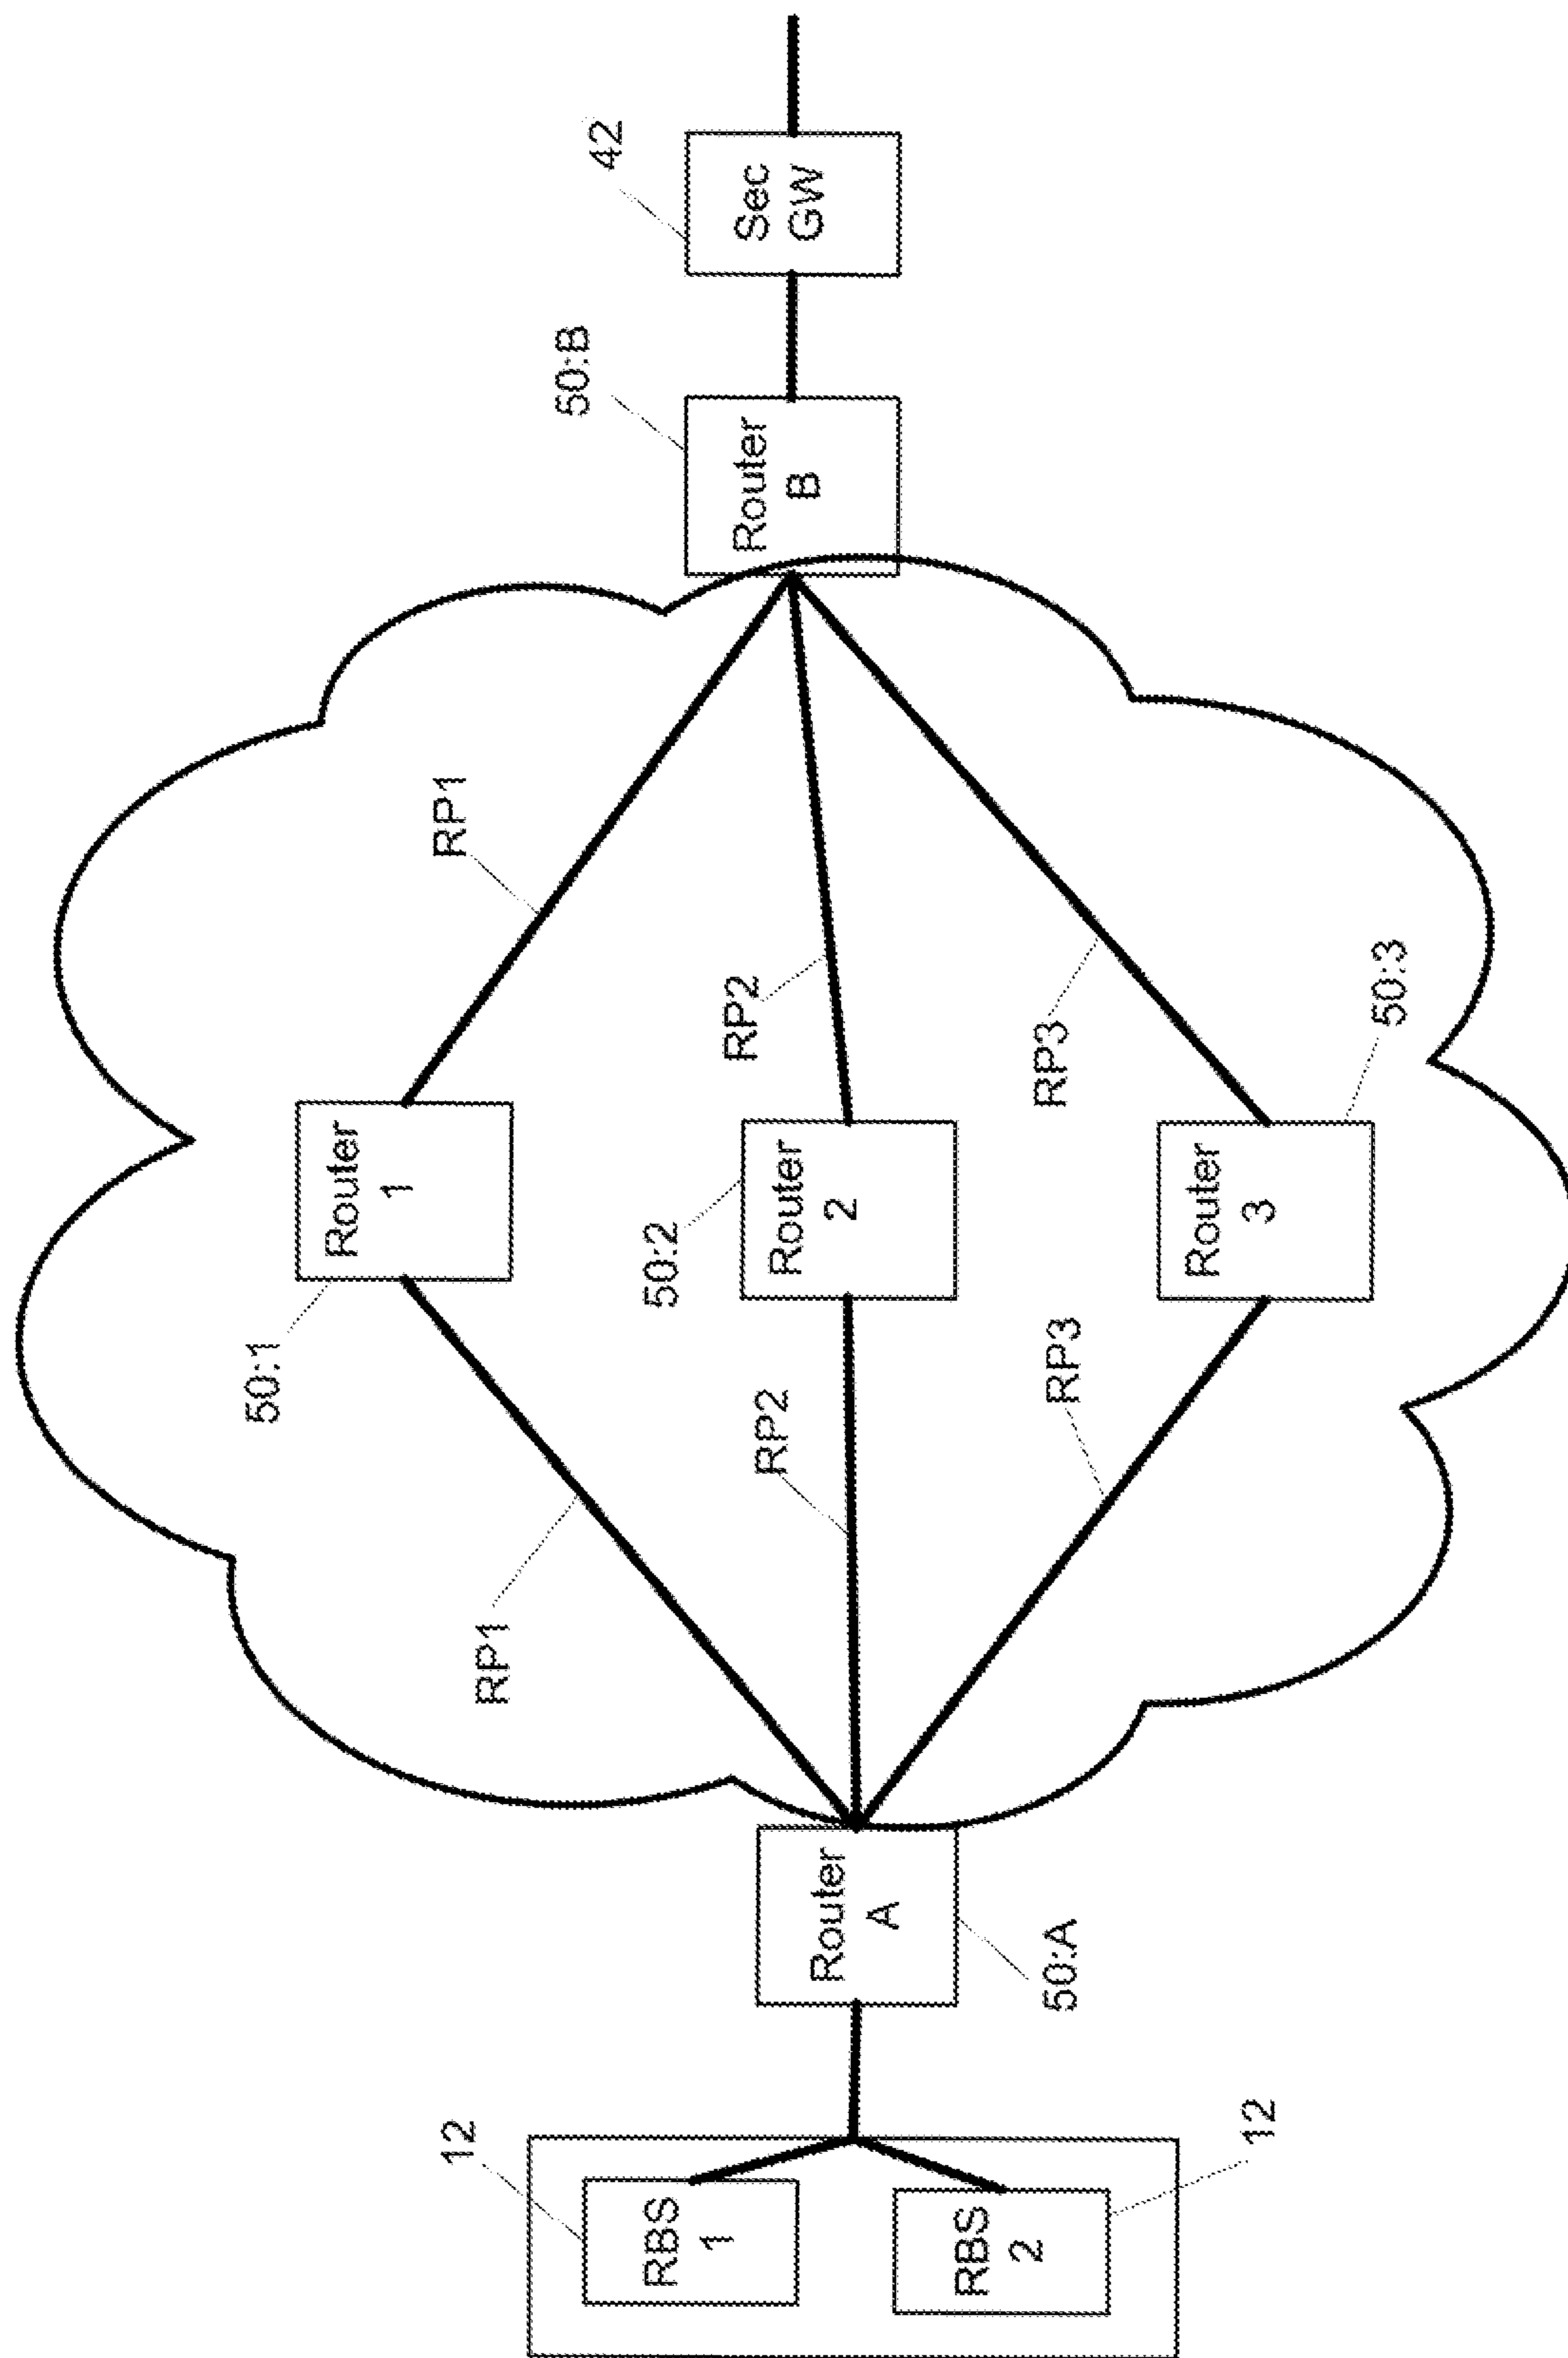 12
RBS
1
RBS
2
12
Router
A
50:A
RP1
RP2
RP3
50:1
Router
1
50:2
Router
2
Router
3
50:3
RP1
RP2
RP3
Router
B
50:B
Sec
GW
42